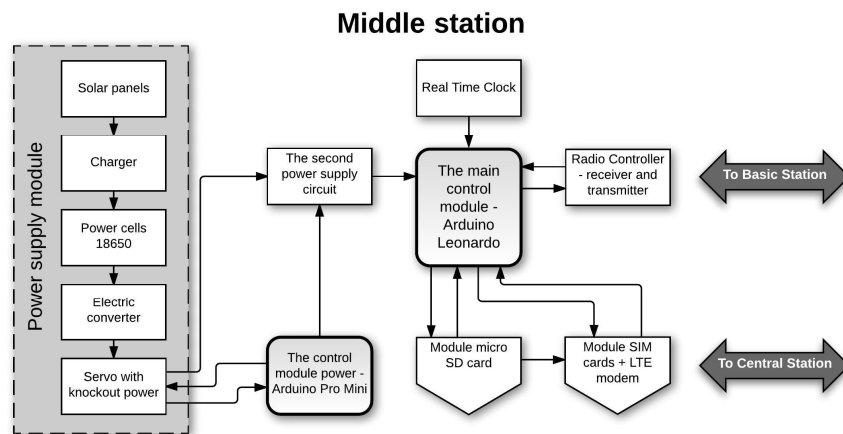 Middle station
Power supply module
Solar panels
Charger
Power cells
18650
Electric
converter
Servo with
knockout power
The second
power supply
circuit
The control
module power -
Arduino Pro Mini
Real Time Clock
The main
control
module -
Arduino
Leonardo
Radio Controller
- receiver and
transmitter
Module micro
SD card
Module SIM
cards + LTE
modem
To Basic Station
To Central Station